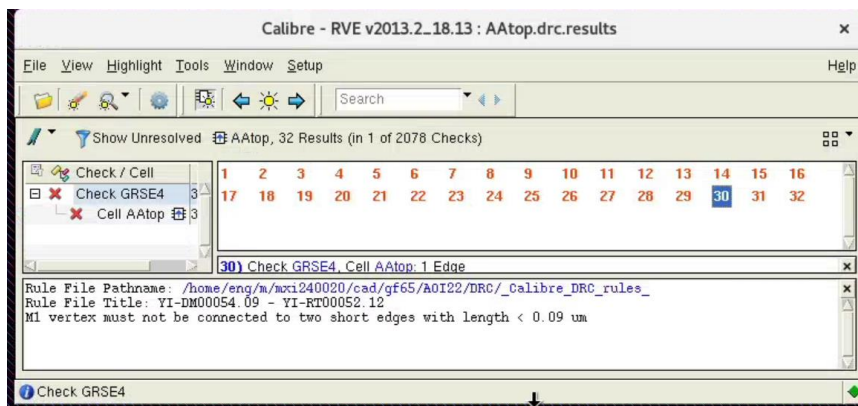 Calibre - RVE v2013.2_18.13 : AAtop.drc.results ×
File View Highlight Tools Window Setup Help
Search
Show Unresolved AAtop, 32 Results (in 1 of 2078 Checks)
Check / Cell
Check GRSE4 3
Cell AAtop 3
1 2 3 4 5 6 7 8 9 10 11 12 13 14 15 16
17 18 19 20 21 22 23 24 25 26 27 28 29 30 31 32
30) Check GRSE4, Cell AAtop: 1 Edge
Rule File Pathname: /home/eng/m/mxi240020/cad/gf65/AOI22/DRC/_Calibre_DRC_rules_
Rule File Title: YI-DM00054.09 - YI-RT00052.12
M1 vertex must not be connected to two short edges with length < 0.09 um
Check GRSE4